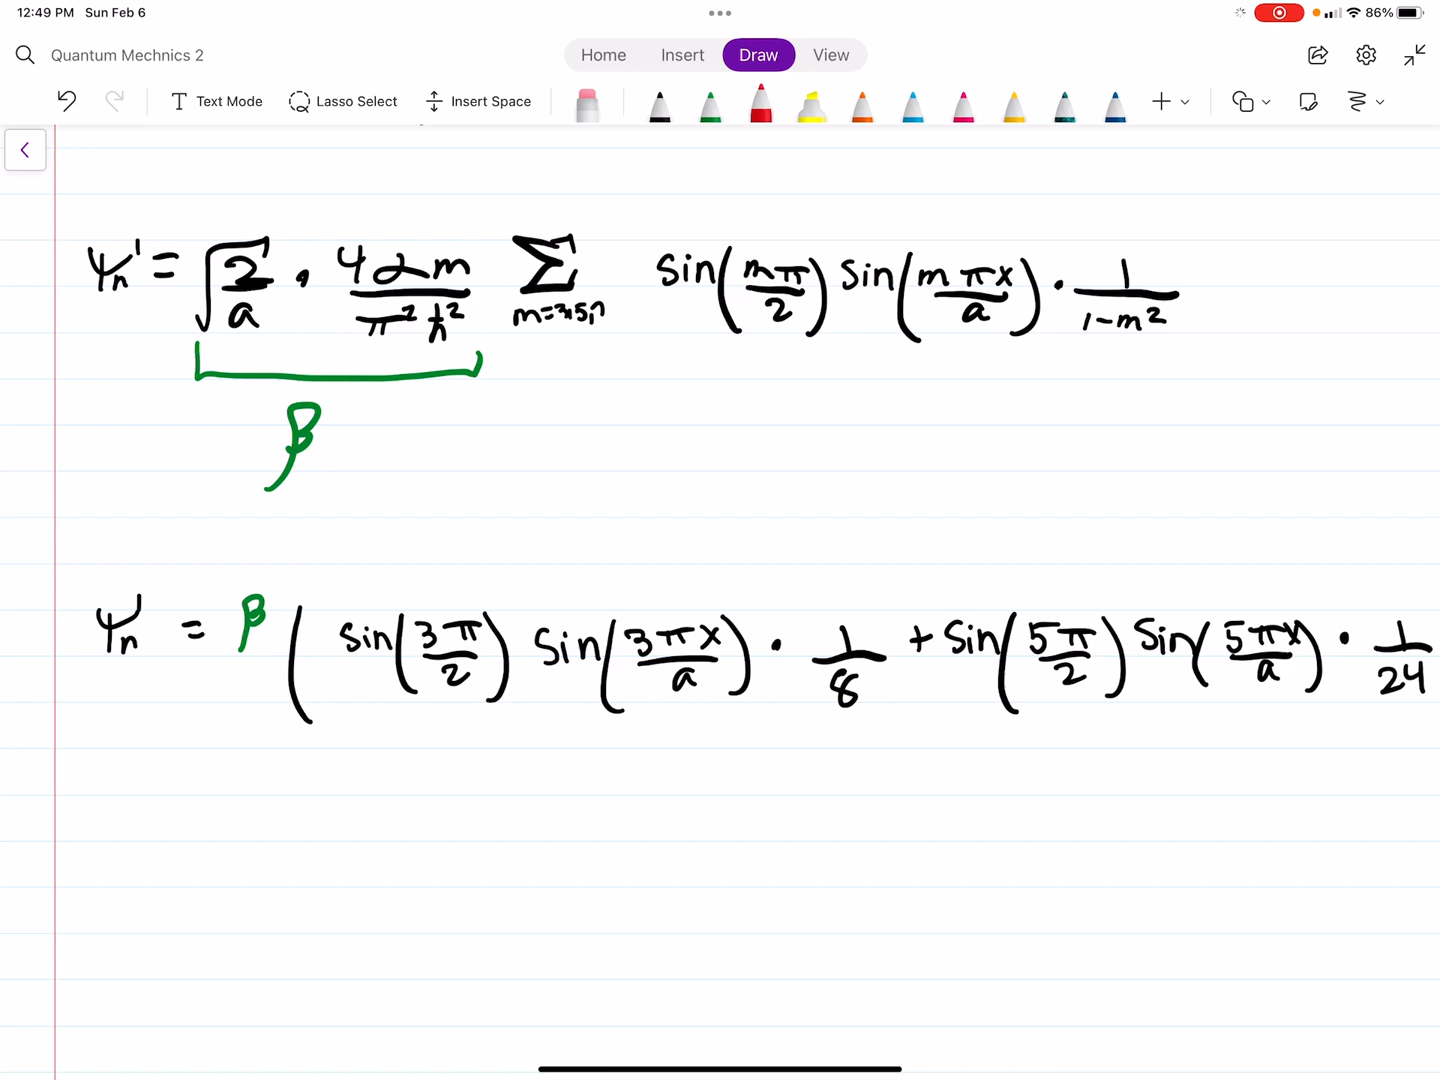 12:49 PM Sun Feb 6 86%
Quantum Mechnics 2 Home Insert Draw View
Text Mode Lasso Select Insert Space
ψₙ' = √(2/a) · 4αm/(π²ħ²) Σ sin(mπ/2) sin(mπx/a) · 1/(1-m²)
m=3,5,7
β
ψₙ' = β ( sin(3π/2) sin(3πx/a) · 1/8 + sin(5π/2) sin(5πx/a) · 1/24